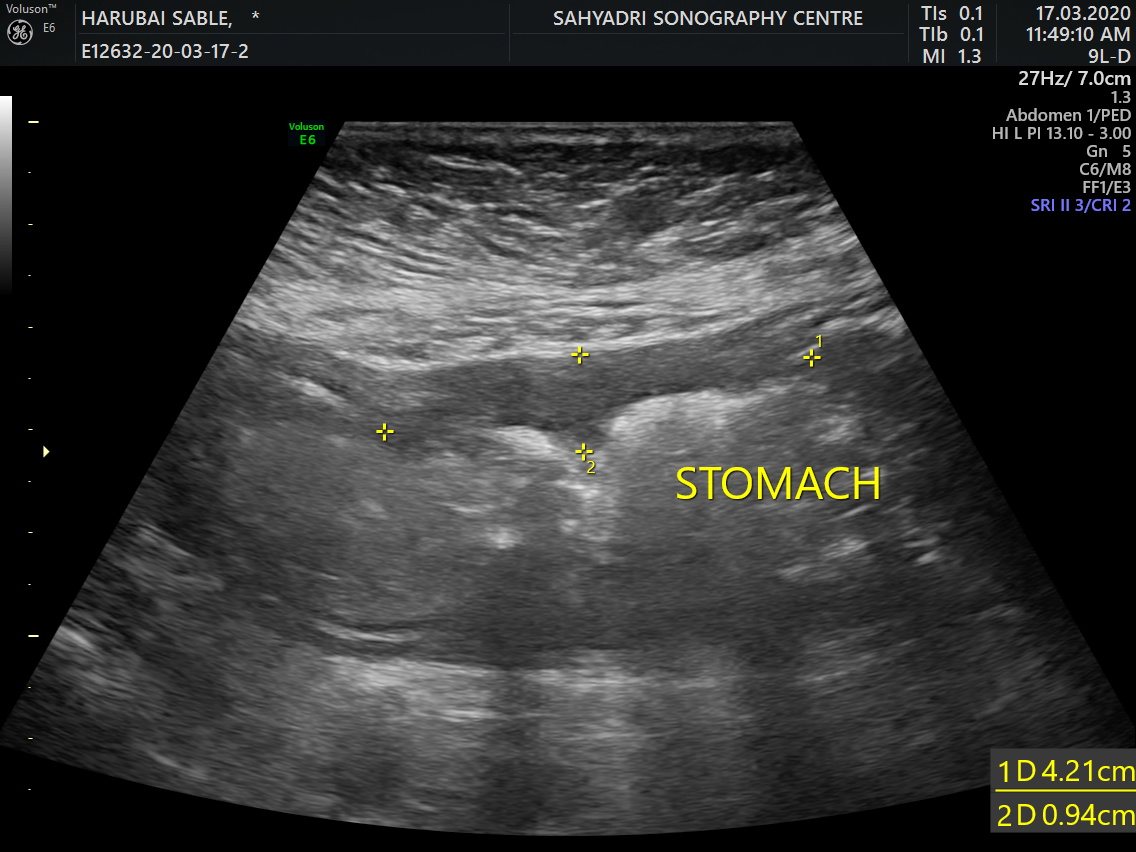 Voluson™
E6
HARUBAI SABLE, *
E12632-20-03-17-2
SAHYADRI SONOGRAPHY CENTRE
TIs 0.1
TIb 0.1
MI 1.3
17.03.2020
11:49:10 AM
9L-D
27Hz/ 7.0cm
1.3
Abdomen 1/PED
HI L PI 13.10 - 3.00
Gn 5
C6/M8
FF1/E3
SRI II 3/CRI 2
Voluson
E6
1
2
STOMACH
1 D 4.21cm
2 D 0.94cm